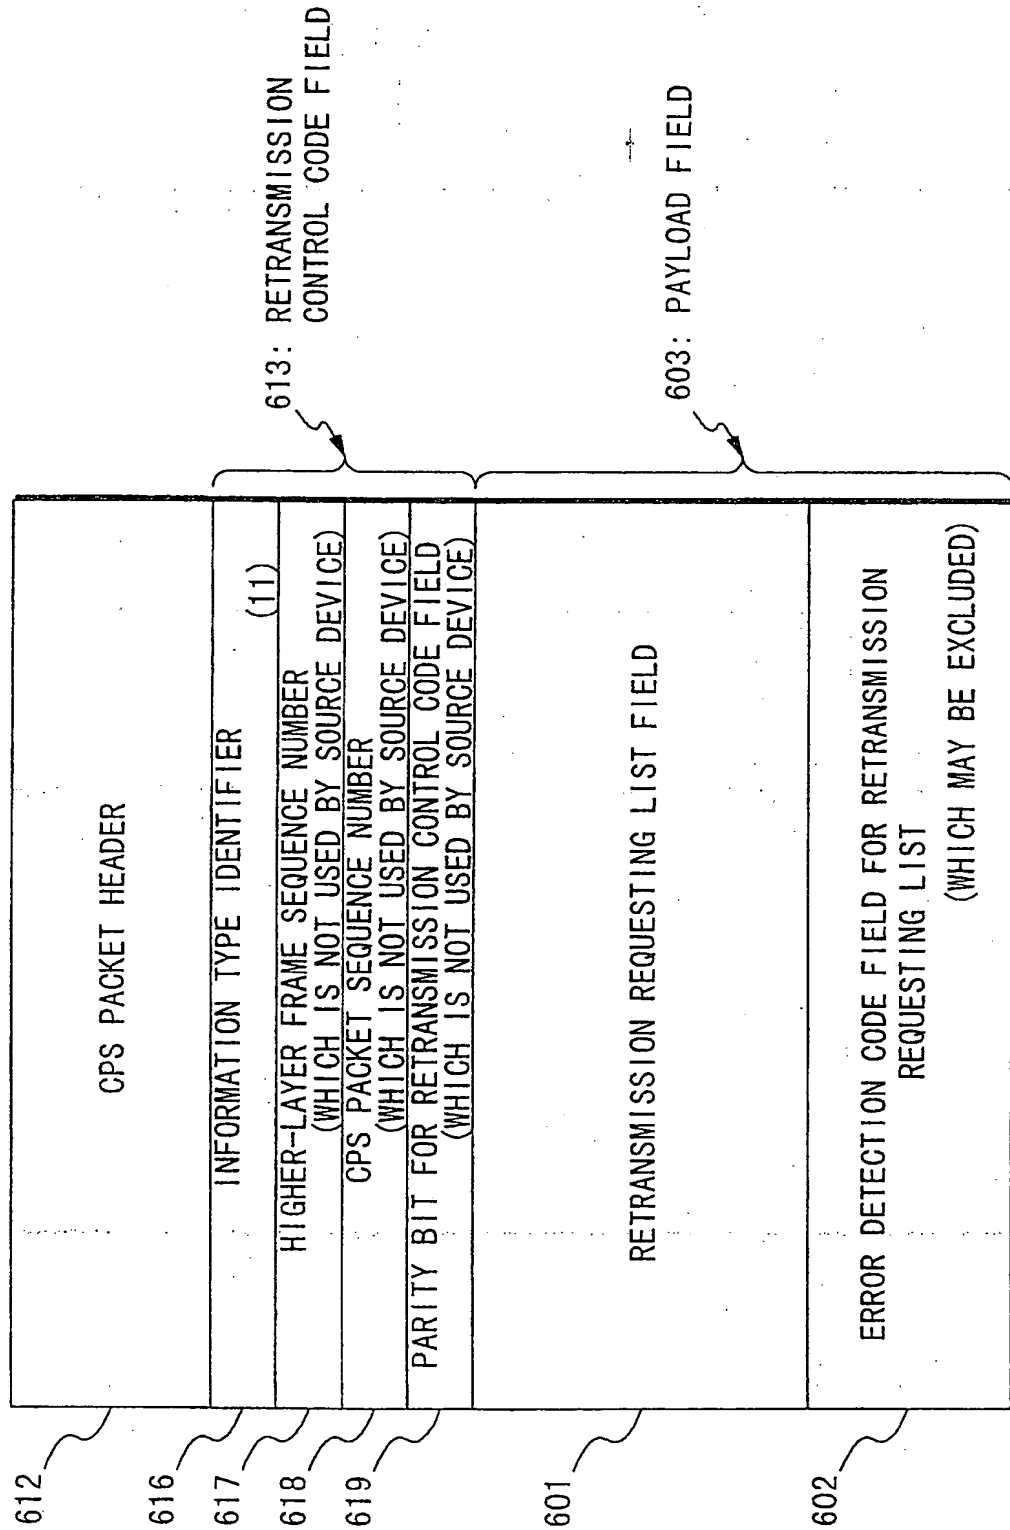 612
CPS PACKET HEADER
616
INFORMATION TYPE IDENTIFIER
(11)
617
HIGHER-LAYER FRAME SEQUENCE NUMBER
(WHICH IS NOT USED BY SOURCE DEVICE)
618
CPS PACKET SEQUENCE NUMBER
(WHICH IS NOT USED BY SOURCE DEVICE)
619
PARITY BIT FOR RETRANSMISSION CONTROL CODE FIELD
(WHICH IS NOT USED BY SOURCE DEVICE)
613: RETRANSMISSION
CONTROL CODE FIELD
601
RETRANSMISSION REQUESTING LIST FIELD
602
ERROR DETECTION CODE FIELD FOR RETRANSMISSION
REQUESTING LIST
(WHICH MAY BE EXCLUDED)
603: PAYLOAD FIELD